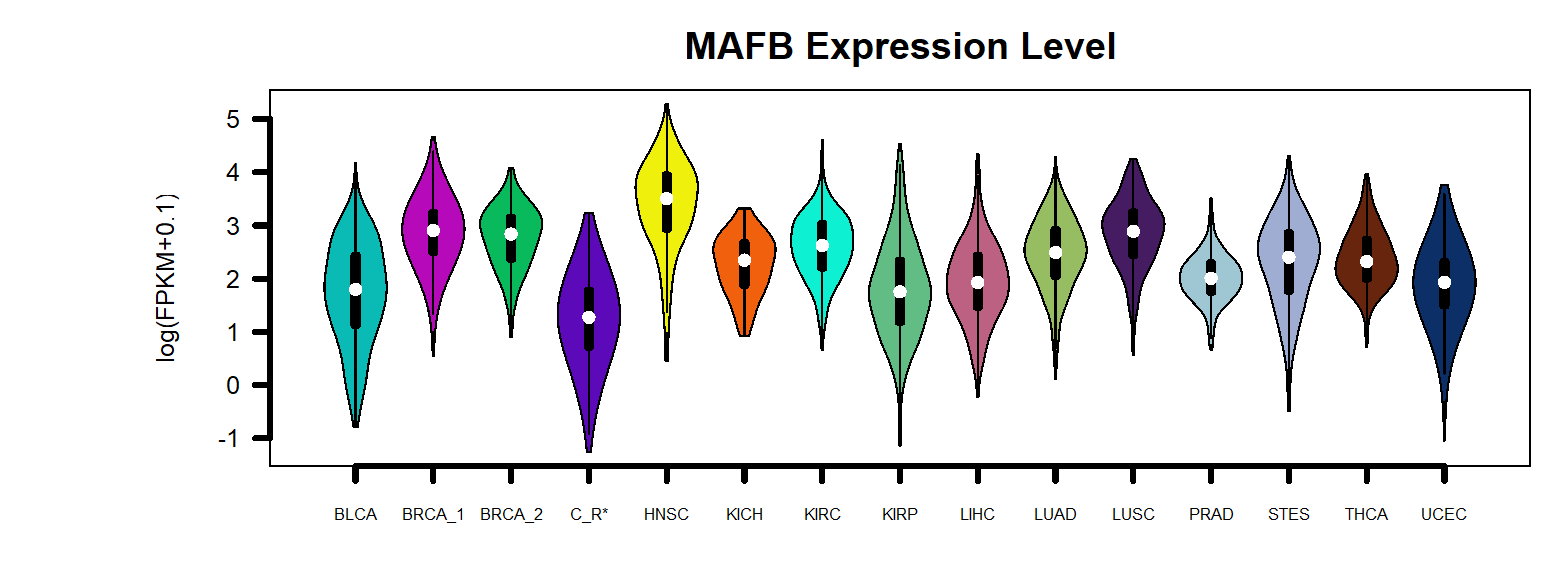 MAFB Expression Level
log(FPKM+0.1)
5
4
3
2
1
0
-1
BLCA BRCA_1 BRCA_2 C_R* HNSC KICH KIRC KIRP LIHC LUAD LUSC PRAD STES THCA UCEC